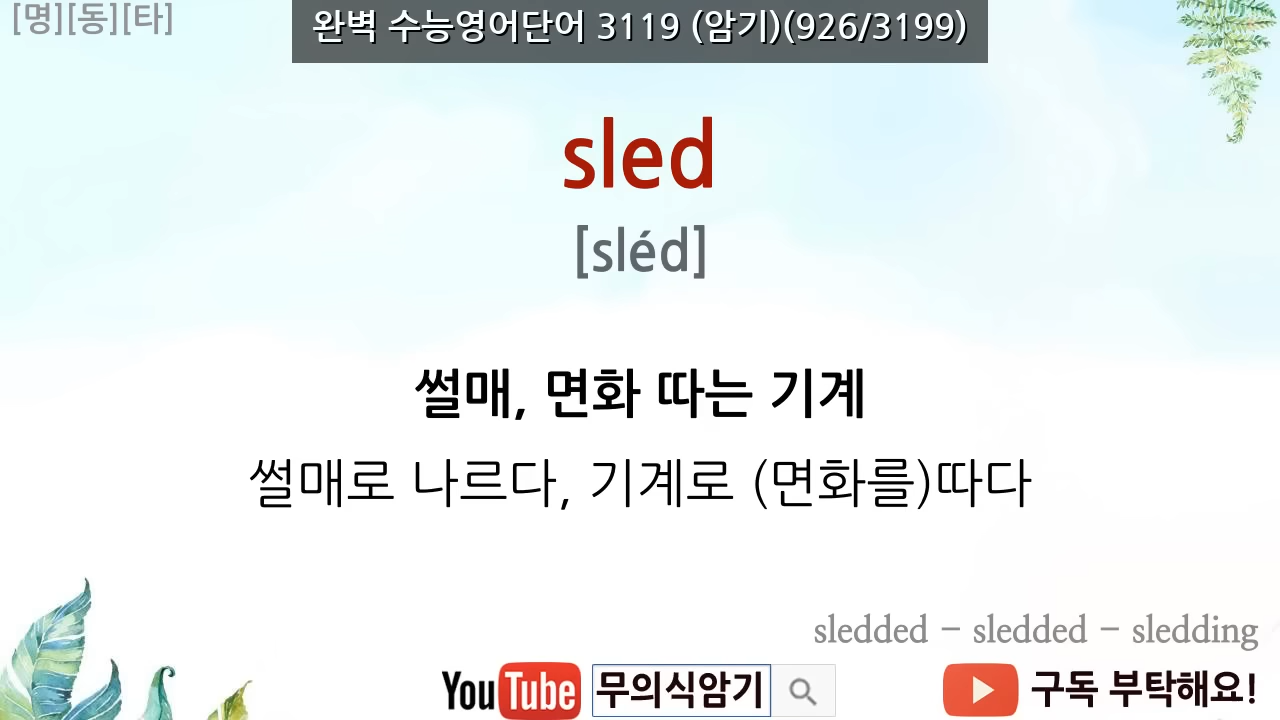 [명][동][타]
완벽 수능영어단어 3119 (암기)(926/3199)
sled
[sléd]
썰매, 면화 따는 기계
썰매로 나르다, 기계로 (면화를)따다
sledded - sledded - sledding
YouTube 무의식암기
구독 부탁해요!